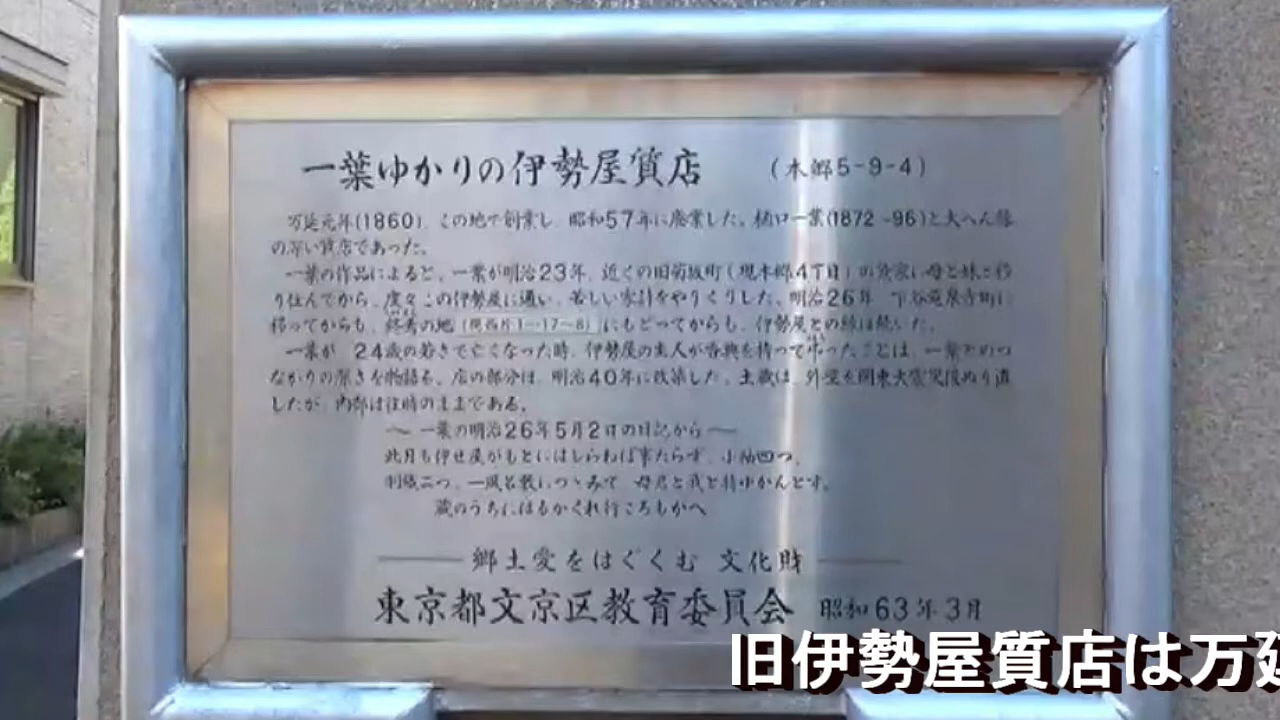 一葉ゆかりの伊勢屋質店 (本郷5-9-4)
万延元年(1860)、この地で創業し、昭和57年に廃業した。樋口一葉(1872~96)と大へん縁
の深い質店であった。
一葉の作品によると、一葉が明治23年、近くの旧菊坂町(現本郷4丁目)の貸家に母と妹と移
り住んでから、度々この伊勢屋に通い、苦しい家計をやりくりした。明治26年、下谷竜泉寺町に
移ってからも、終焉の地(現西片1-17-8)にもどってからも、伊勢屋との縁は続いた。
一葉が 24歳の若さで亡くなった時、伊勢屋の主人が香典を持って弔ったことは、一葉とのつ
ながりの深さを物語る。店の部分は、明治40年に改築した。土蔵は、外壁を関東大震災後ぬり直
したが、内部は往時のままである。
〜 一葉の明治26年5月2日の日記から 〜
此月も伊せ屋がもとにはしらねば事たらず、小袖四つ、
羽織二つ、一風呂敷につゝみて、母君と我と持ゆかんとす。
蔵のうちにはるかくれ行ころもかへ
郷土愛をはぐくむ 文化財
東京都文京区教育委員会 昭和63年3月
旧伊勢屋質店は万延